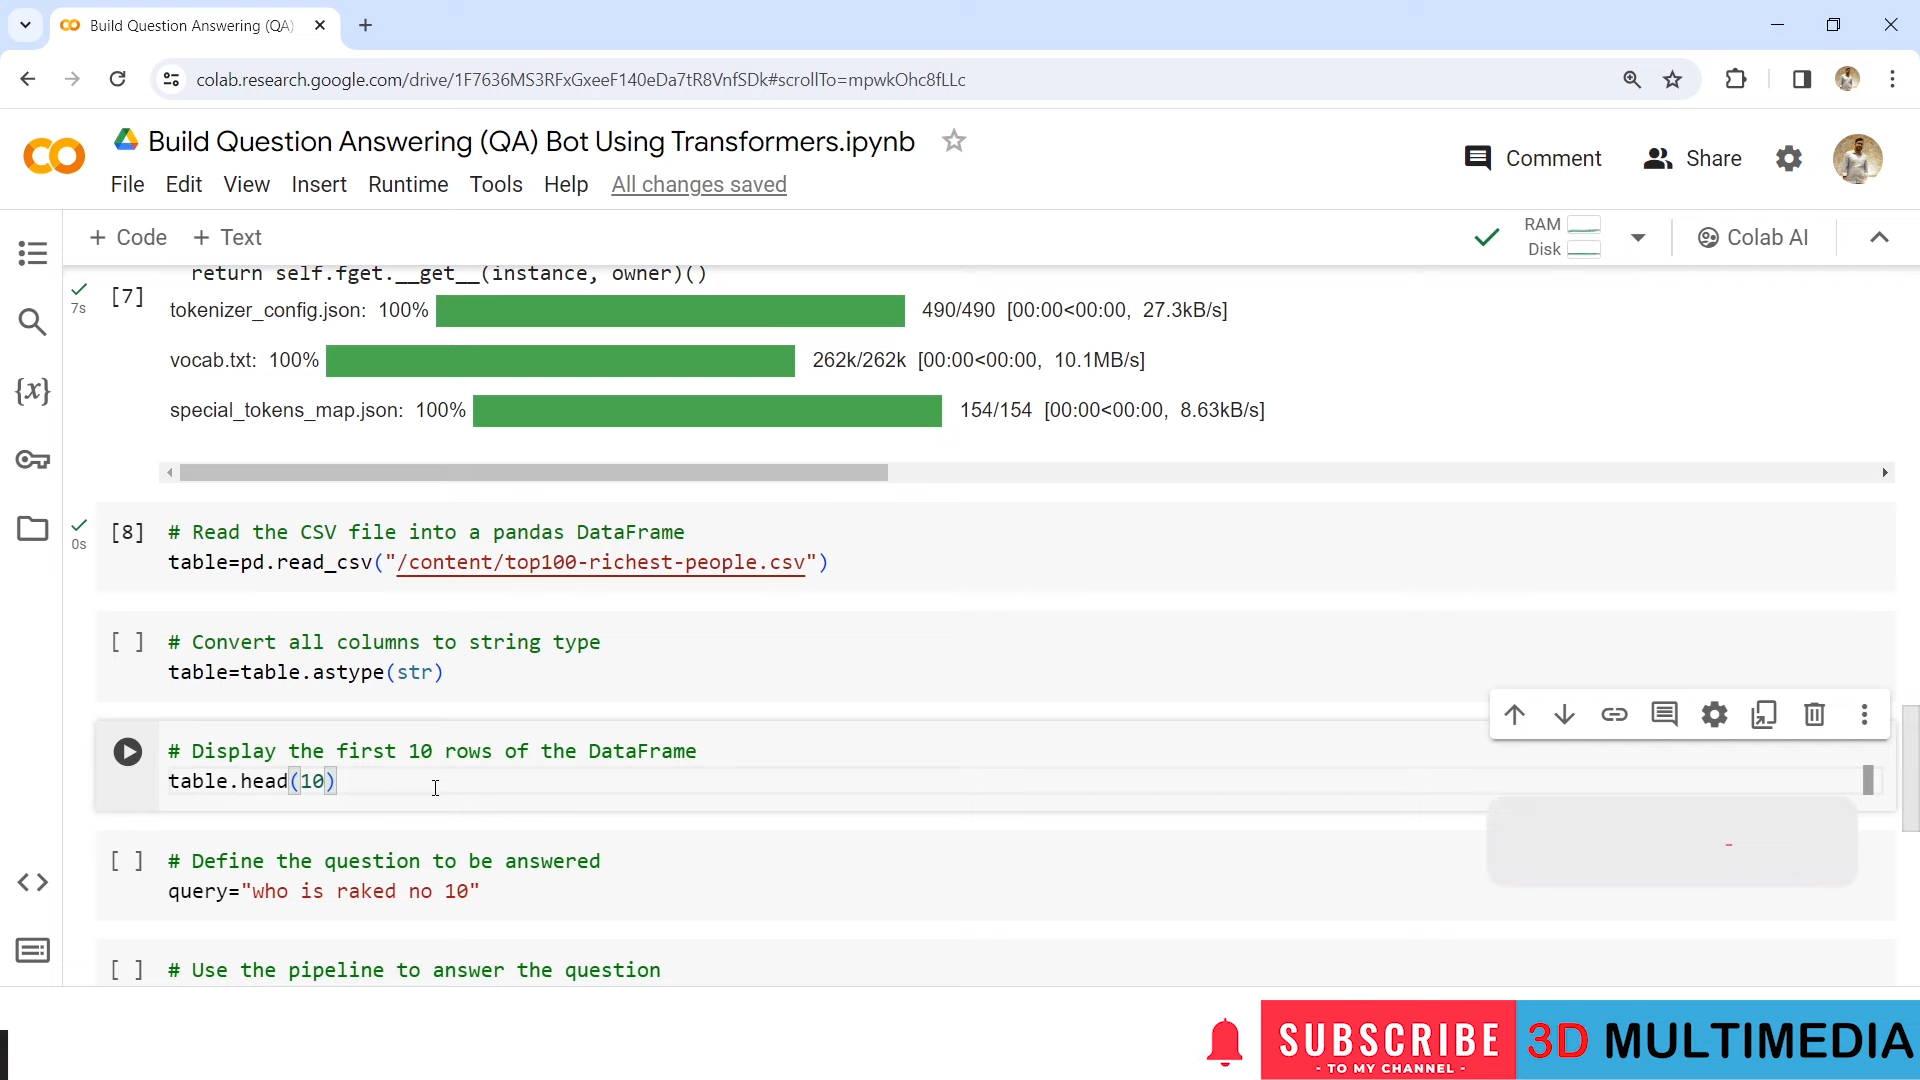 Build Question Answering (QA)
colab.research.google.com/drive/1F7636MS3RFxGxeeF140eDa7tR8VnfSDk#scrollTo=mpwkOhc8fLLc
Build Question Answering (QA) Bot Using Transformers.ipynb
Comment
Share
File Edit View Insert Runtime Tools Help All changes saved
+ Code + Text
RAM
Disk
Colab AI
return self.fget.__get__(instance, owner)()
7s
[7]
tokenizer_config.json: 100% 490/490 [00:00<00:00, 27.3kB/s]
vocab.txt: 100% 262k/262k [00:00<00:00, 10.1MB/s]
special_tokens_map.json: 100% 154/154 [00:00<00:00, 8.63kB/s]
0s
[8] # Read the CSV file into a pandas DataFrame
table=pd.read_csv("/content/top100-richest-people.csv")
[ ] # Convert all columns to string type
table=table.astype(str)
# Display the first 10 rows of the DataFrame
table.head(10)
[ ] # Define the question to be answered
query="who is raked no 10"
[ ] # Use the pipeline to answer the question
SUBSCRIBE
- TO MY CHANNEL -
3D MULTIMEDIA